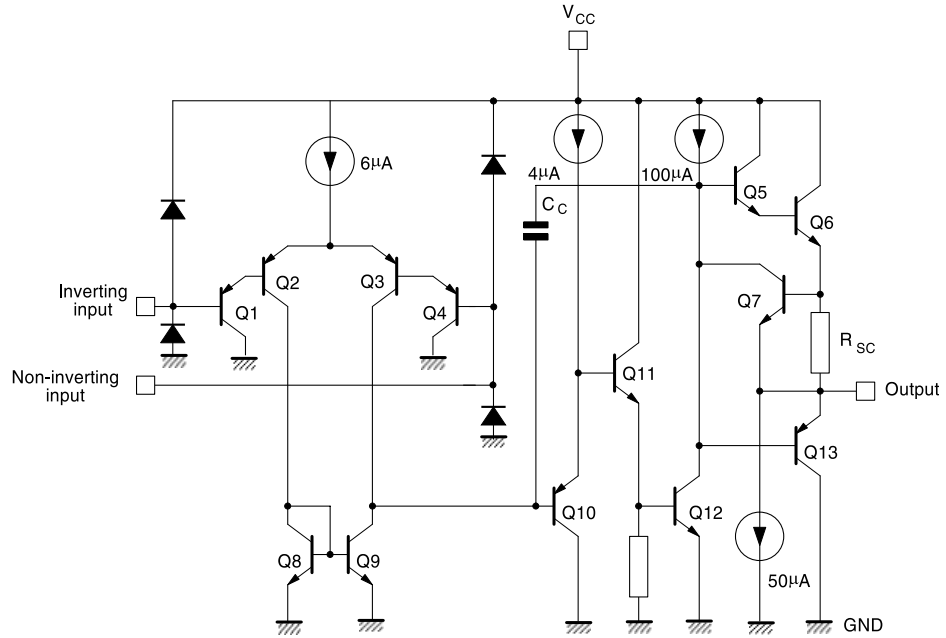 VCC
6µA
4µA
100µA
CC
Q5
Q6
Q2
Q3
Q7
Inverting
input
Q1
Q4
RSC
Non-inverting
input
Q11
Output
Q13
Q10
Q12
Q8
Q9
50µA
GND